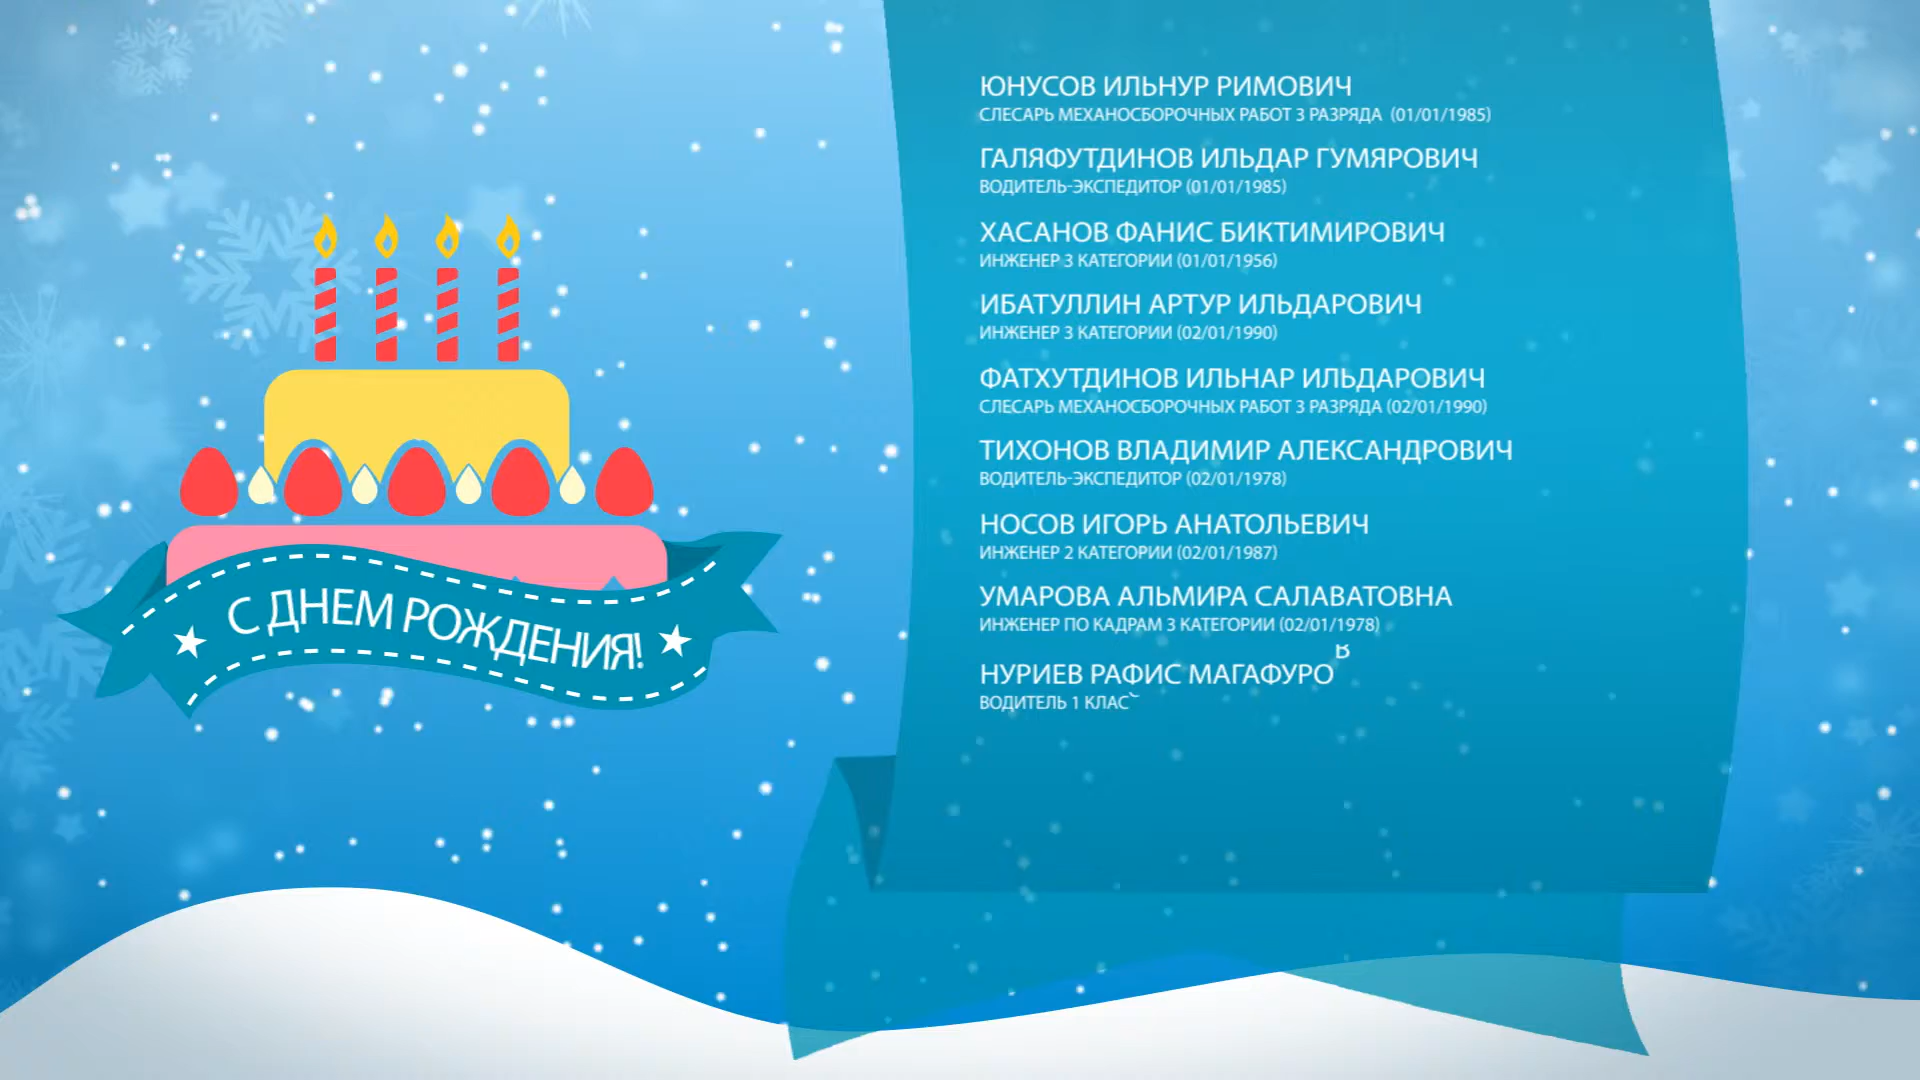 С ДНЕМ РОЖДЕНИЯ!
ЮНУСОВ ИЛЬНУР РИМОВИЧ
СЛЕСАРЬ МЕХАНОСБОРОЧНЫХ РАБОТ 3 РАЗРЯДА (01/01/1985)
ГАЛЯФУТДИНОВ ИЛЬДАР ГУМЯРОВИЧ
ВОДИТЕЛЬ-ЭКСПЕДИТОР (01/01/1985)
ХАСАНОВ ФАНИС БИКТИМИРОВИЧ
ИНЖЕНЕР 3 КАТЕГОРИИ (01/01/1956)
ИБАТУЛЛИН АРТУР ИЛЬДАРОВИЧ
ИНЖЕНЕР 3 КАТЕГОРИИ (02/01/1990)
ФАТХУТДИНОВ ИЛЬНАР ИЛЬДАРОВИЧ
СЛЕСАРЬ МЕХАНОСБОРОЧНЫХ РАБОТ 3 РАЗРЯДА (02/01/1990)
ТИХОНОВ ВЛАДИМИР АЛЕКСАНДРОВИЧ
ВОДИТЕЛЬ-ЭКСПЕДИТОР (02/01/1978)
НОСОВ ИГОРЬ АНАТОЛЬЕВИЧ
ИНЖЕНЕР 2 КАТЕГОРИИ (02/01/1987)
УМАРОВА АЛЬМИРА САЛАВАТОВНА
ИНЖЕНЕР ПО КАДРАМ 3 КАТЕГОРИИ (02/01/1978)
НУРИЕВ РАФИС МАГАФУРОВ
ВОДИТЕЛЬ 1 КЛАС